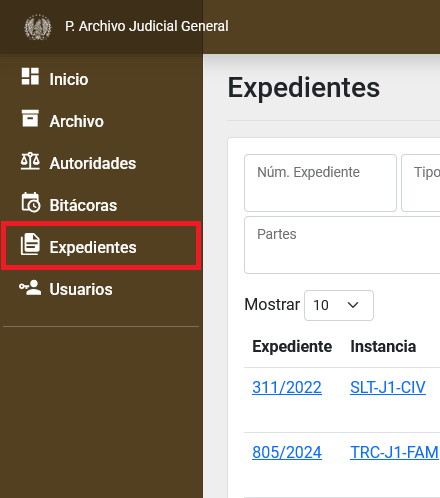 P. Archivo Judicial General
Inicio
Archivo
Autoridades
Bitácoras
Expedientes
Usuarios
Expedientes
Núm. Expediente
Tipo
Partes
Mostrar 10
Expediente Instancia
311/2022 SLT-J1-CIV
805/2024 TRC-J1-FAM